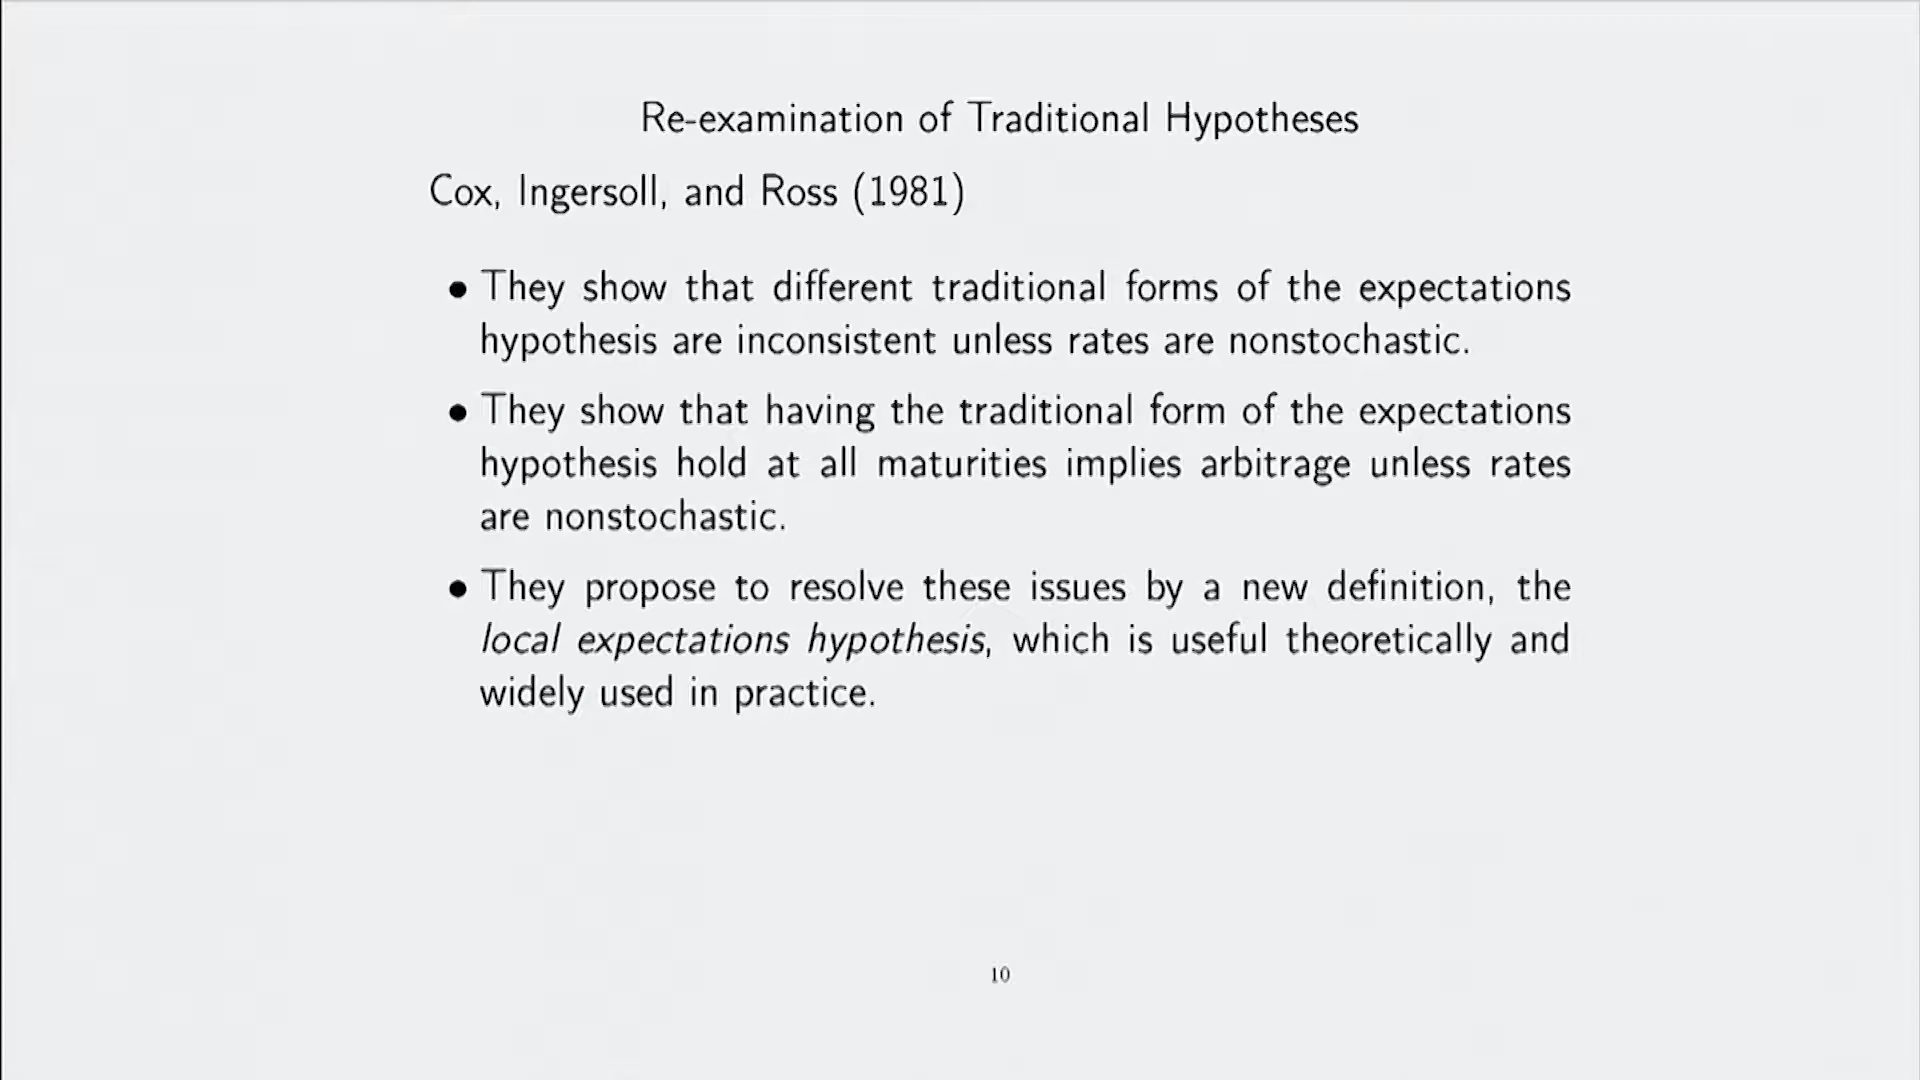 Re-examination of Traditional Hypotheses
Cox, Ingersoll, and Ross (1981)
• They show that different traditional forms of the expectations
hypothesis are inconsistent unless rates are nonstochastic.
• They show that having the traditional form of the expectations
hypothesis hold at all maturities implies arbitrage unless rates
are nonstochastic.
• They propose to resolve these issues by a new definition, the
local expectations hypothesis, which is useful theoretically and
widely used in practice.
10